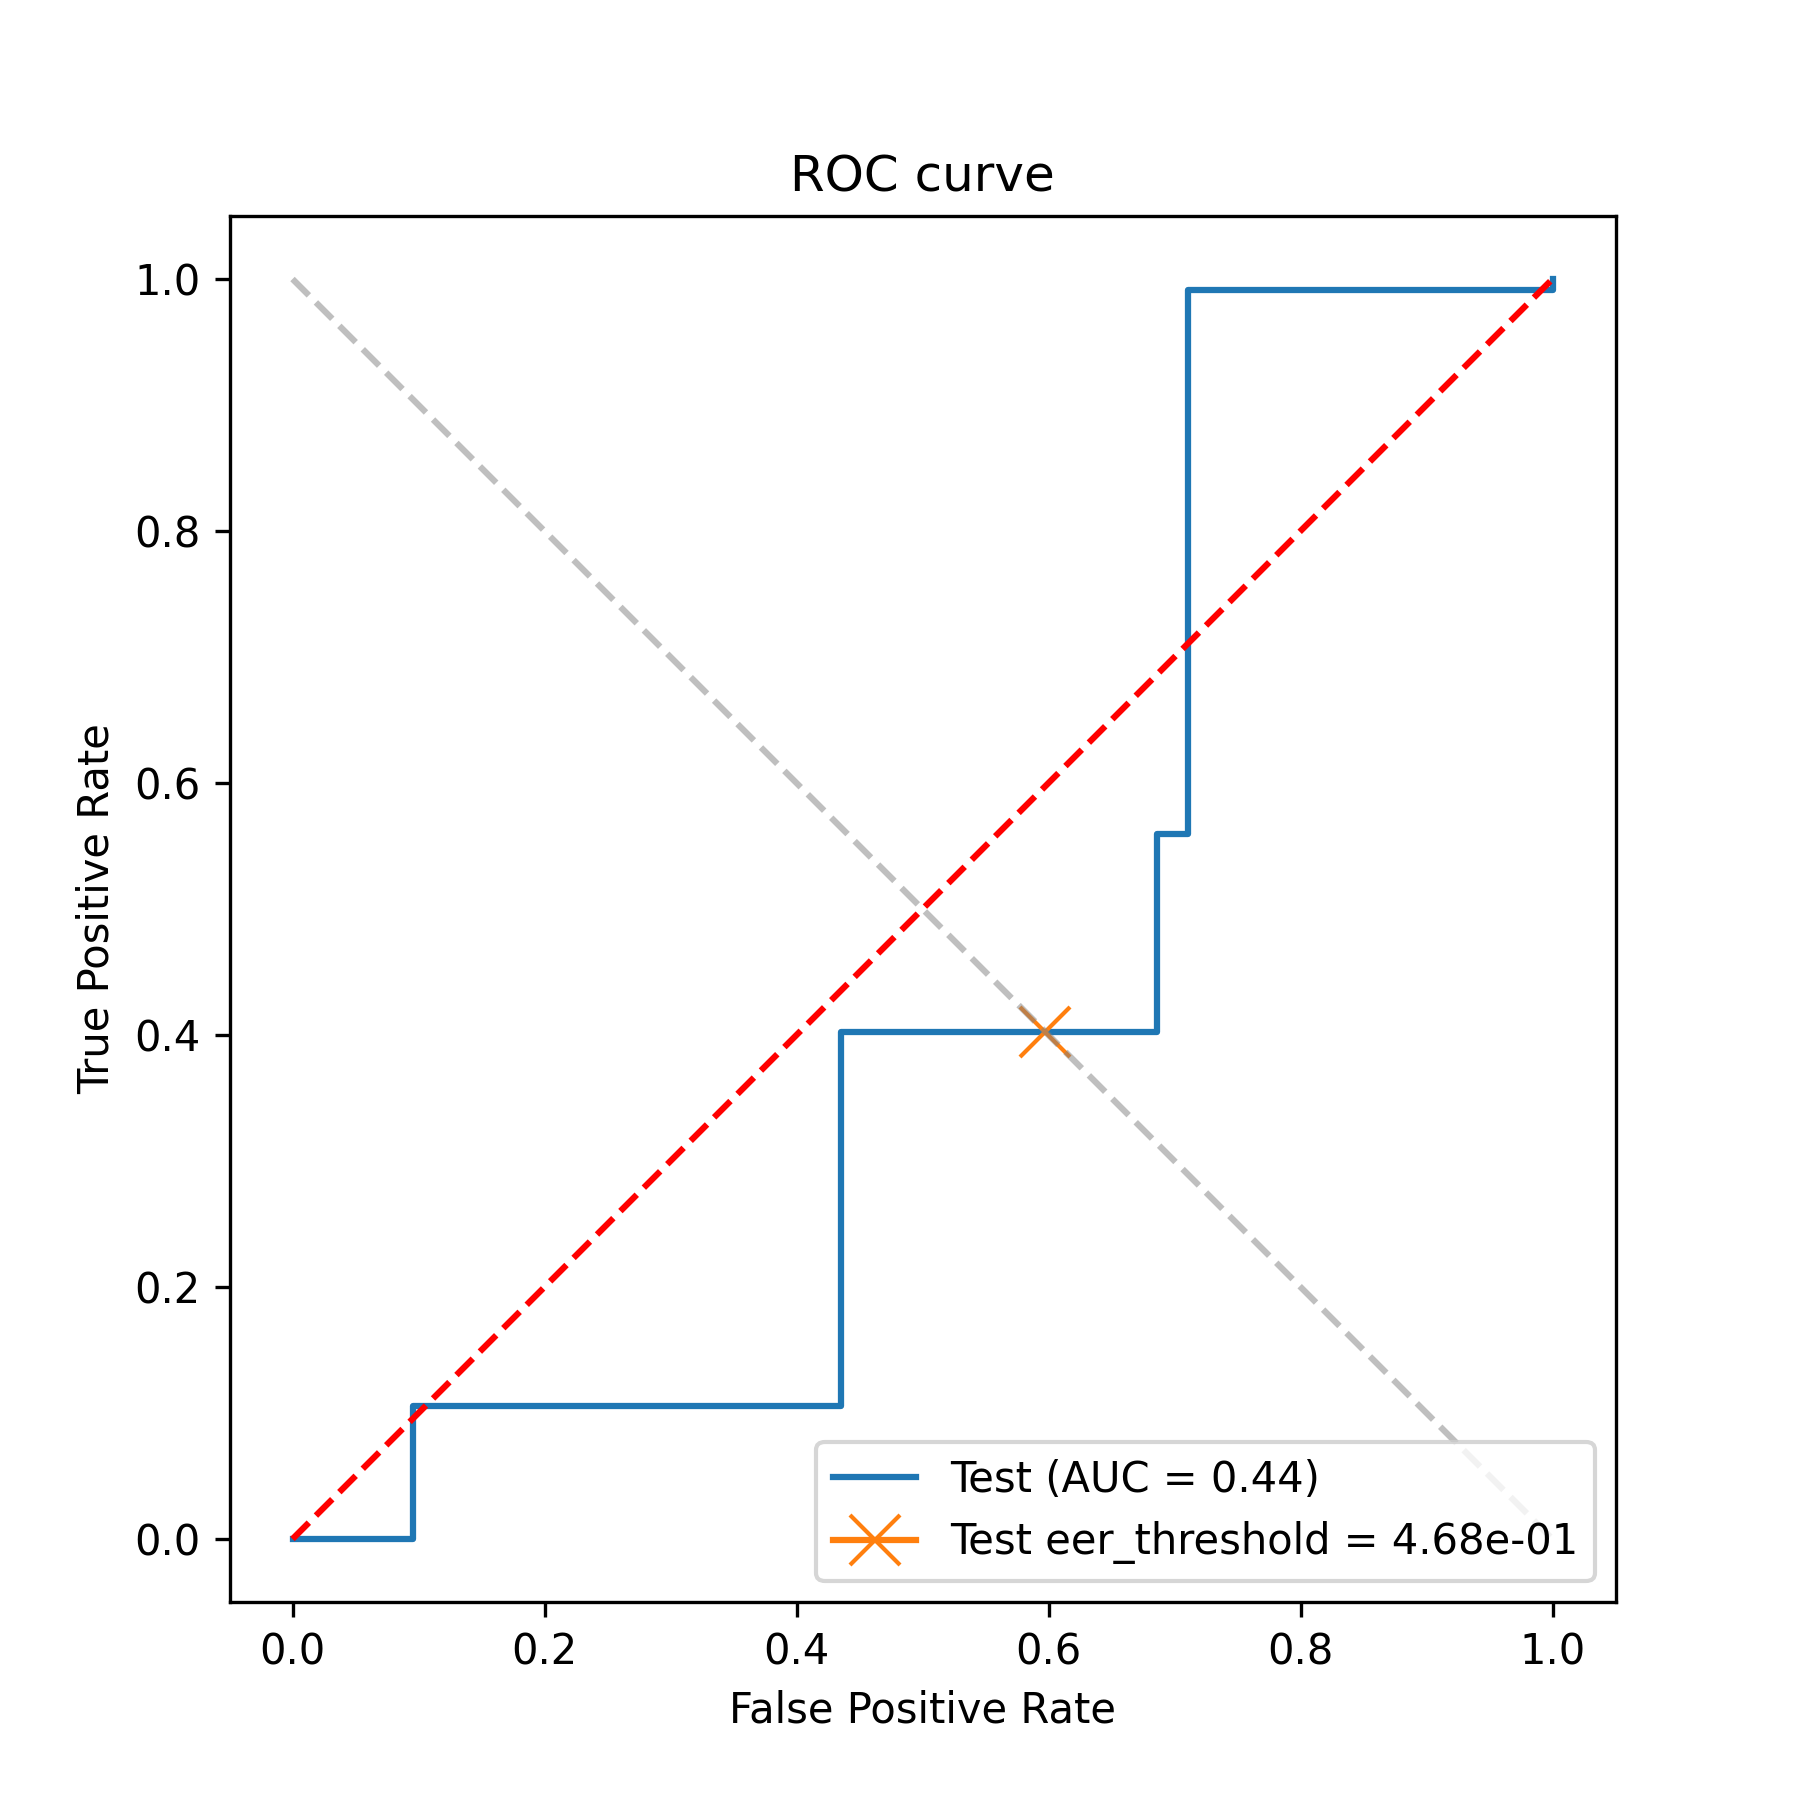 ROC curve
True Positive Rate
1.0
0.8
0.6
0.4
0.2
0.0
Test (AUC = 0.44)
Test eer_threshold = 4.68e-01
0.0 0.2 0.4 0.6 0.8 1.0
False Positive Rate